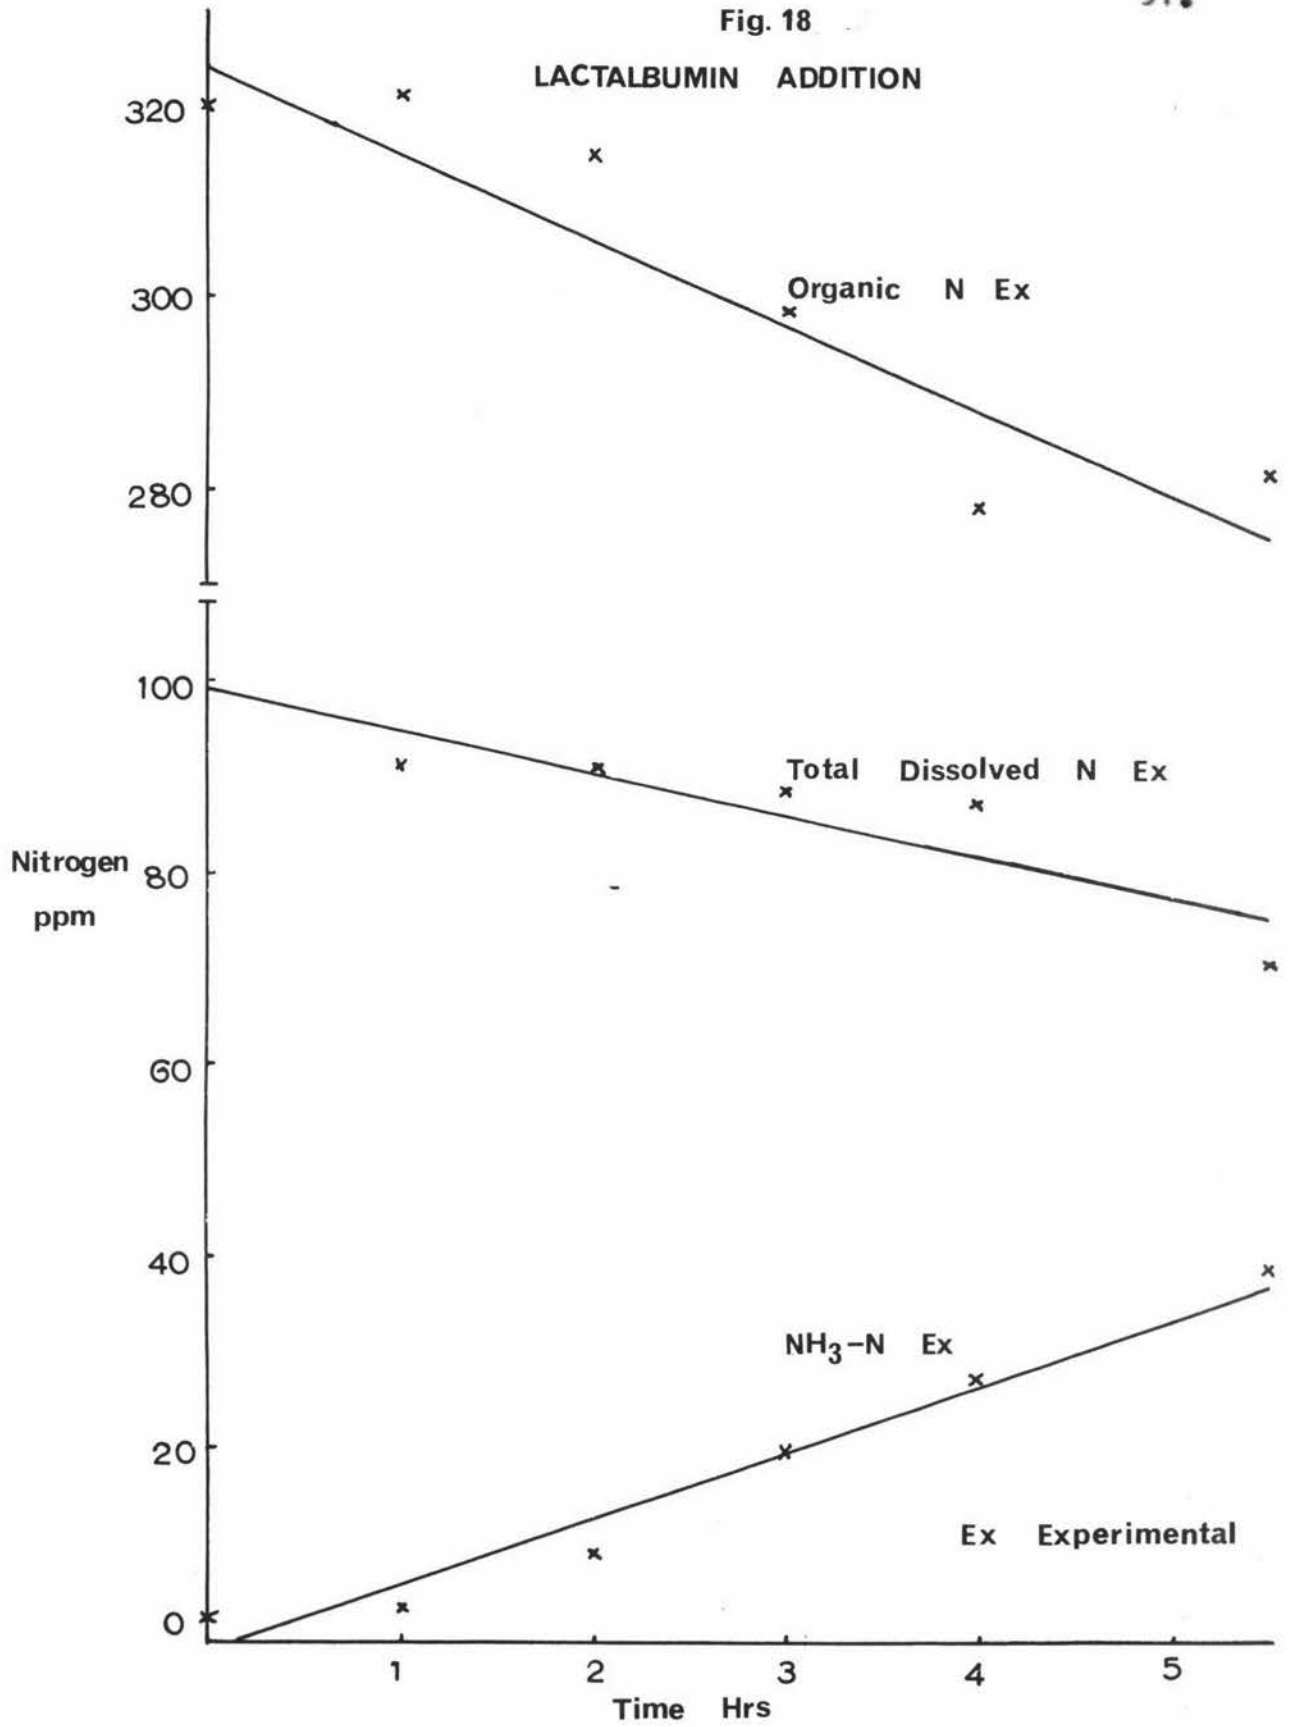 Fig. 18
LACTALBUMIN ADDITION
320
300
Organic N Ex
280
100
Total Dissolved N Ex
Nitrogen
ppm
80
60
40
NH₃-N Ex
20
Ex Experimental
0
1 2 3 4 5
Time Hrs